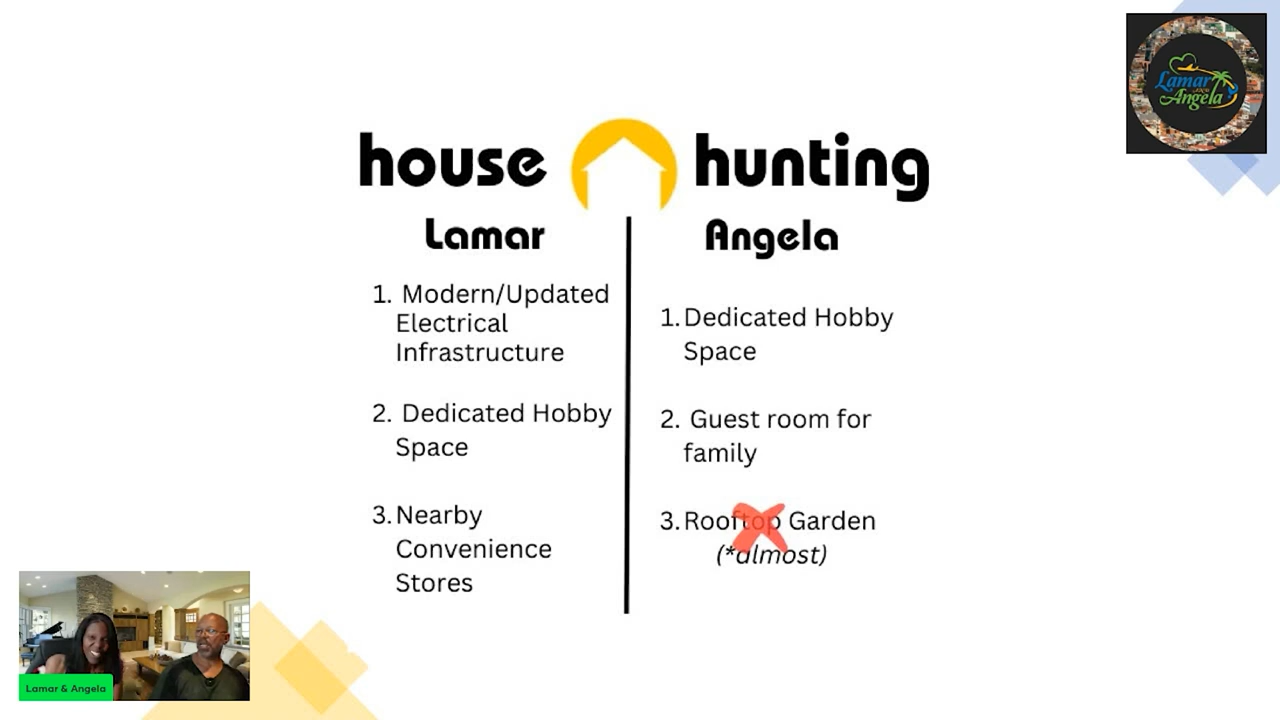 Lamar
AND
Angela
house hunting
Lamar
1. Modern/Updated
Electrical
Infrastructure
2. Dedicated Hobby
Space
3. Nearby
Convenience
Stores
Angela
1. Dedicated Hobby
Space
2. Guest room for
family
3. Rooftop Garden
(*almost)
Lamar & Angela